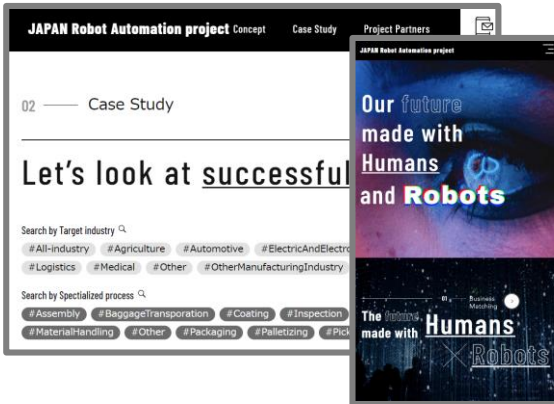 JAPAN Robot Automation project Concept Case Study Project Partners
02 Case Study
Let's look at successful
Search by Target industry
#All-industry #Agriculture #Automotive #ElectricAndElectro
#Logistics #Medical #Other #OtherManufacturingIndustry
Search by Spectialized process
#Assembly #BaggageTransporation #Coating #Inspection
#MaterialHandling #Other #Packaging #Palletizing #Pick
JAPAN Robot Automation project
Our future
made with
Humans
and Robots
01 Business
Matching
The future
made with Humans
× Robots